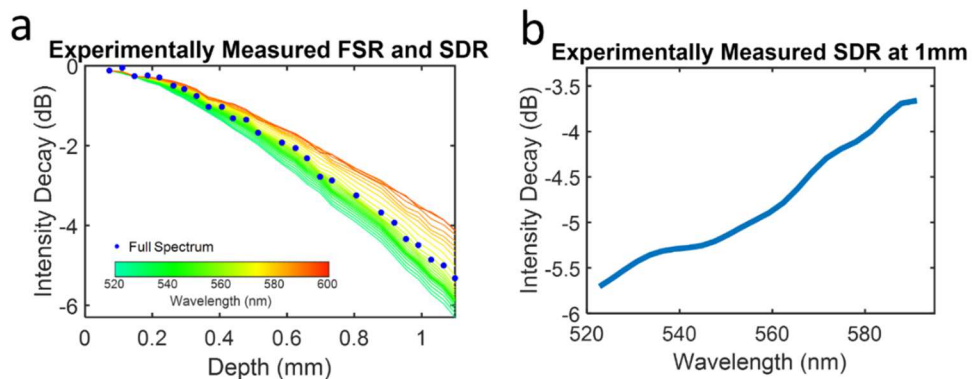 a
Experimentally Measured FSR and SDR
0
-2
-4
-6
Intensity Decay (dB)
Full Spectrum
520 540 560 580 600
Wavelength (nm)
0 0.2 0.4 0.6 0.8 1
Depth (mm)
b
Experimentally Measured SDR at 1mm
-3.5
-4
-4.5
-5
-5.5
-6
Intensity Decay (dB)
520 540 560 580
Wavelength (nm)